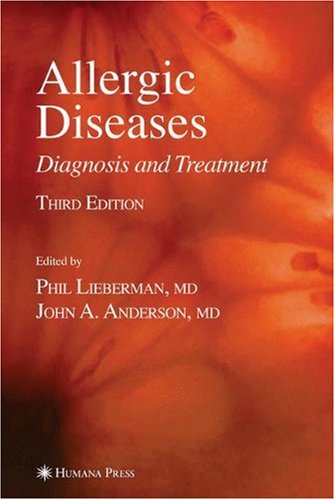 Allergic
Diseases
Diagnosis and Treatment
THIRD EDITION
Edited by
PHIL LIEBERMAN, MD
JOHN A. ANDERSON, MD
HUMANA PRESS